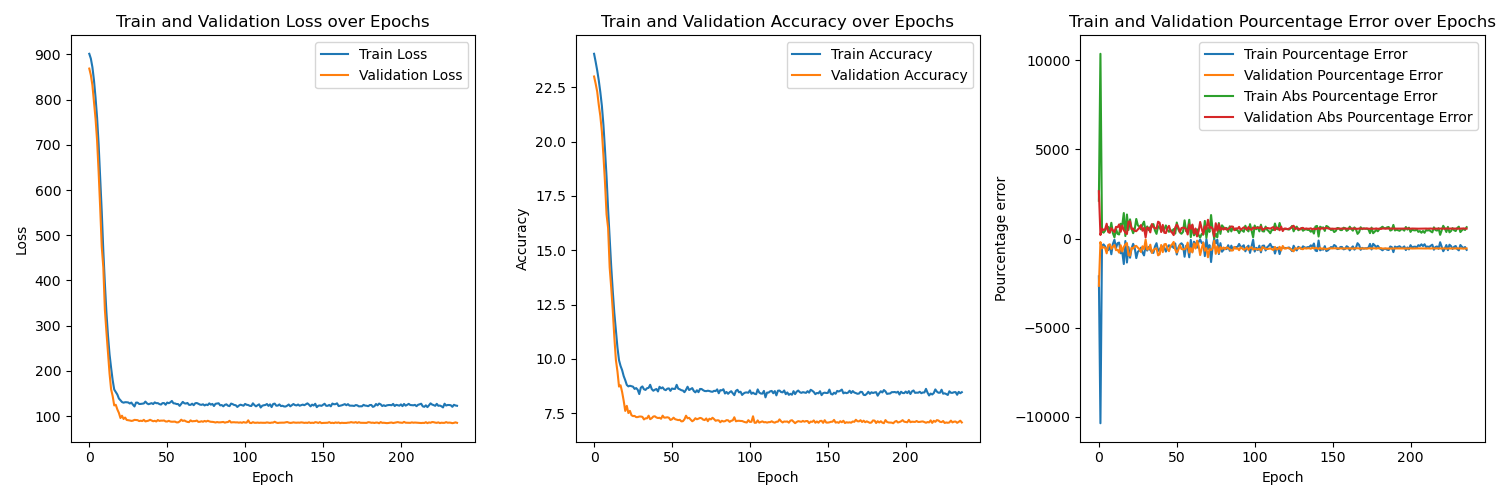 Train and Validation Loss over Epochs
Loss
900
800
700
600
500
400
300
200
100
0
50
100
150
200
Epoch
Train Loss
Validation Loss
Train and Validation Accuracy over Epochs
Accuracy
22.5
20.0
17.5
15.0
12.5
10.0
7.5
0
50
100
150
200
Epoch
Train Accuracy
Validation Accuracy
Train and Validation Pourcentage Error over Epochs
Pourcentage error
10000
5000
0
−5000
−10000
0
50
100
150
200
Epoch
Train Pourcentage Error
Validation Pourcentage Error
Train Abs Pourcentage Error
Validation Abs Pourcentage Error